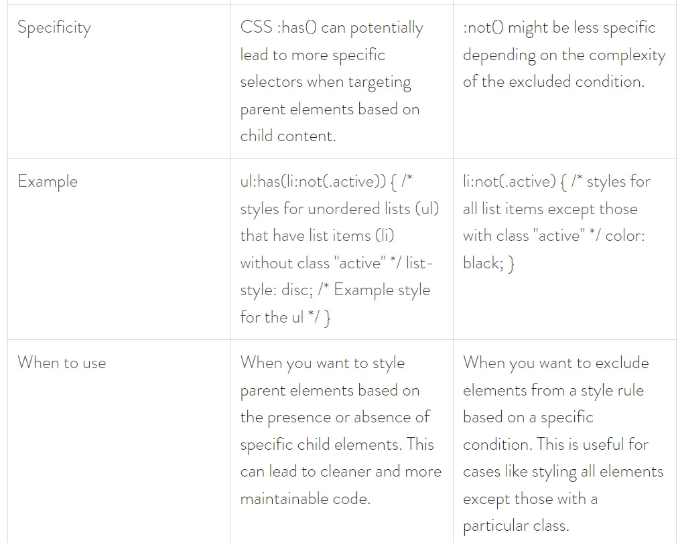 Specificity
CSS :has() can potentially
lead to more specific
selectors when targeting
parent elements based on
child content.
:not() might be less specific
depending on the complexity
of the excluded condition.
Example
ul:has(li:not(.active)) { /*
styles for unordered lists (ul)
that have list items (li)
without class "active" */ list-
style: disc; /* Example style
for the ul */ }
li:not(.active) { /* styles for
all list items except those
with class "active" */ color:
black; }
When to use
When you want to style
parent elements based on
the presence or absence of
specific child elements. This
can lead to cleaner and more
maintainable code.
When you want to exclude
elements from a style rule
based on a specific
condition. This is useful for
cases like styling all elements
except those with a
particular class.